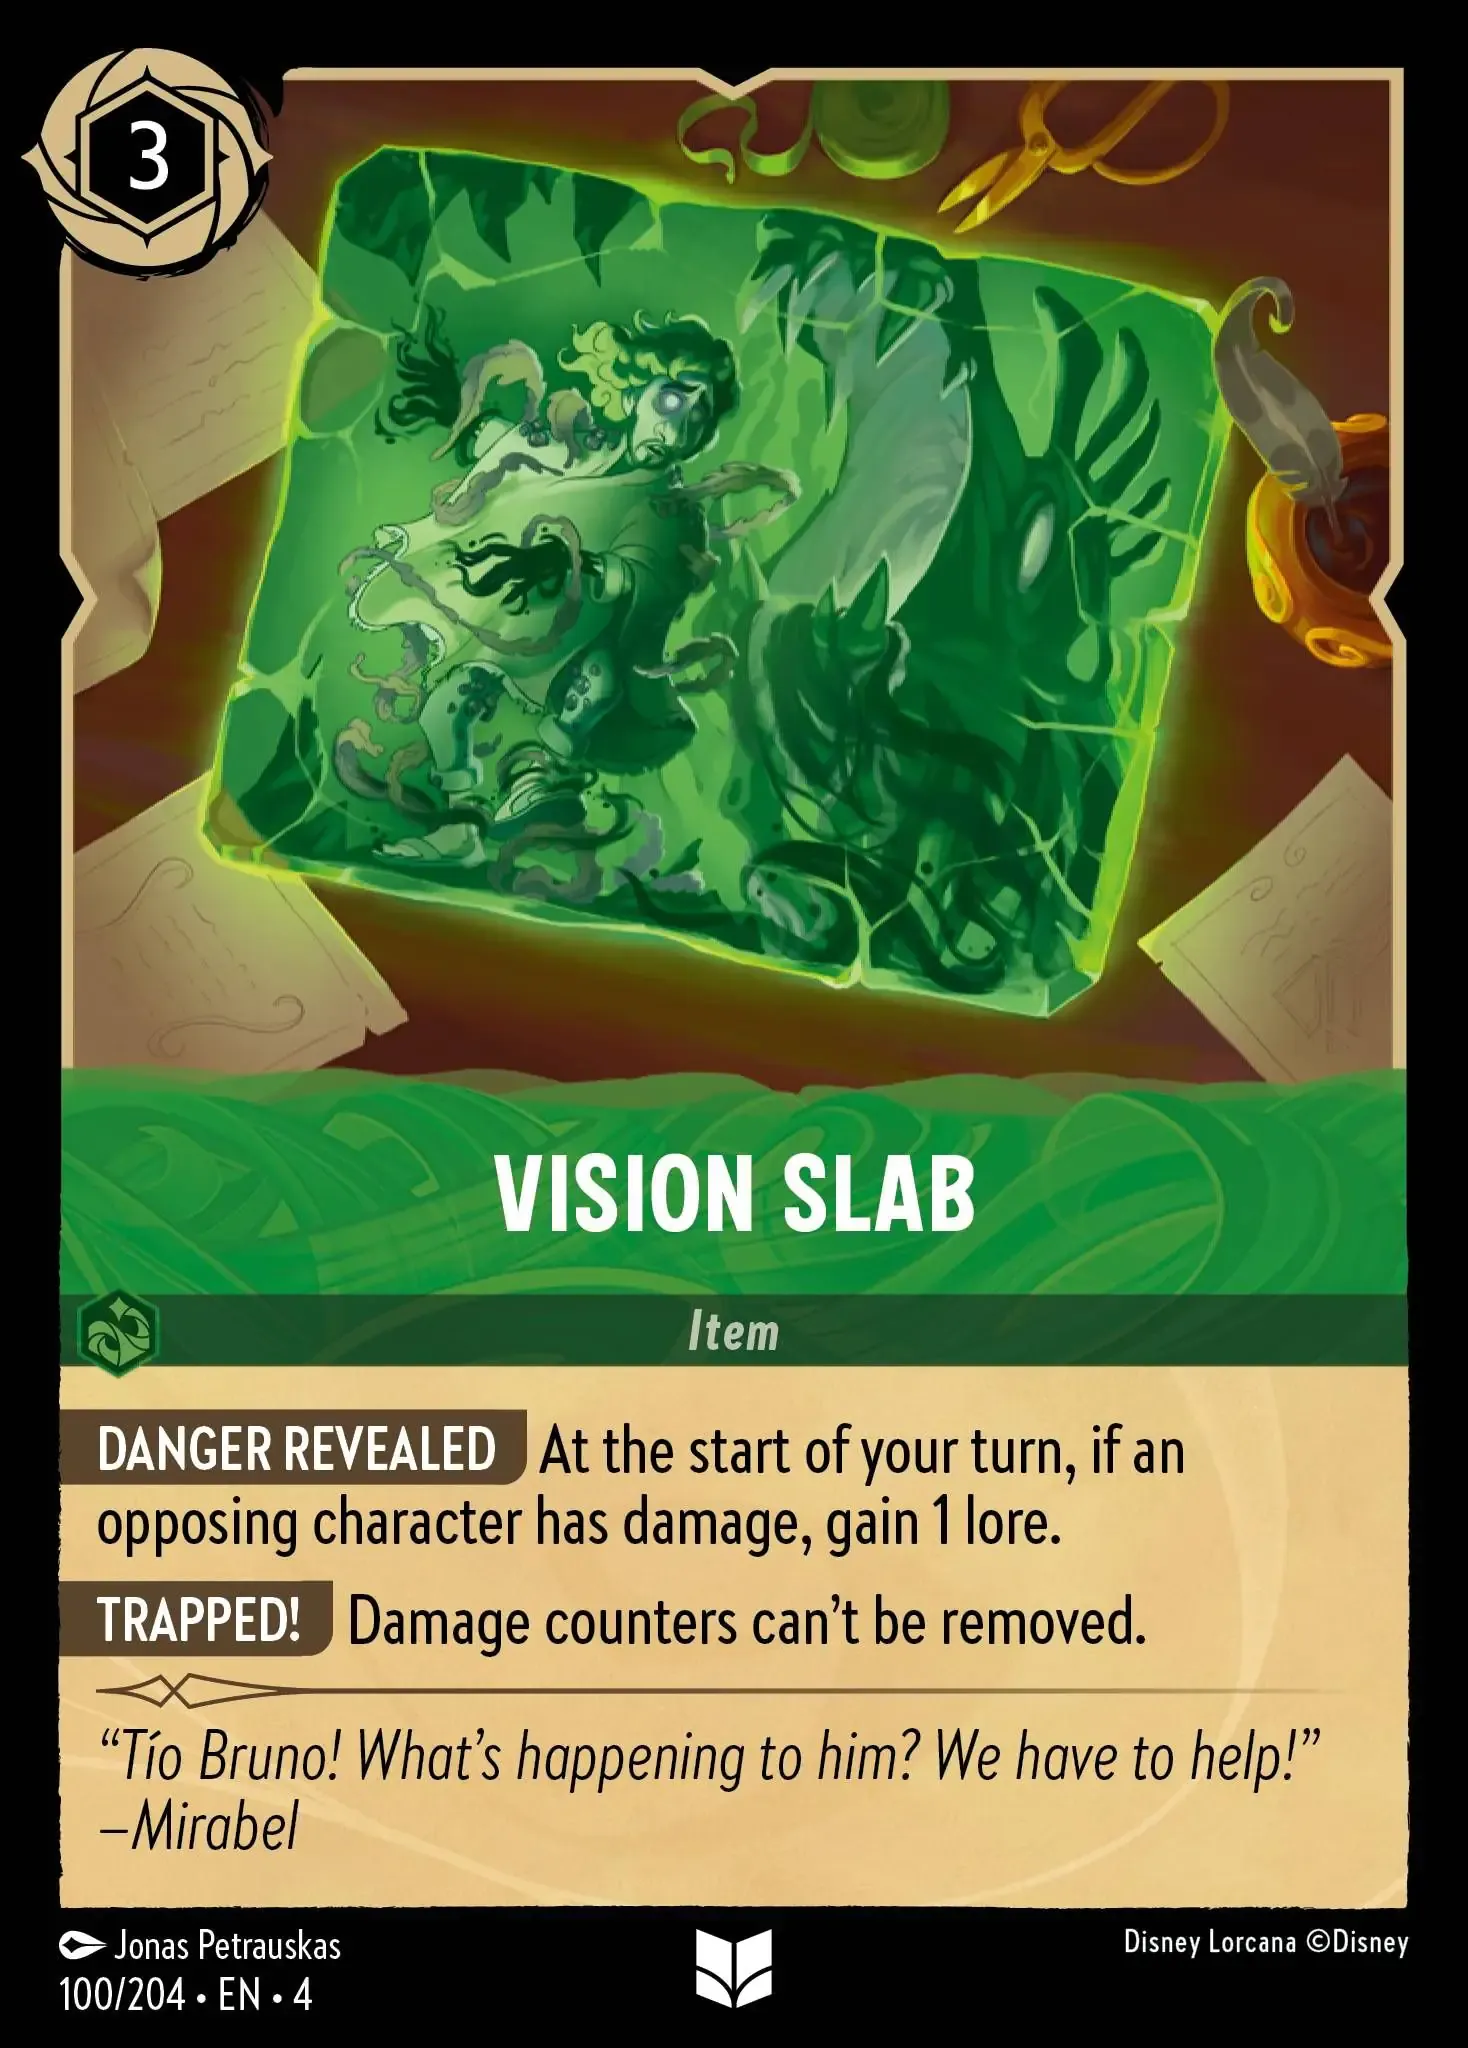 3
VISION SLAB
Item
DANGER REVEALED At the start of your turn, if an
opposing character has damage, gain 1 lore.
TRAPPED! Damage counters can’t be removed.
“Tío Bruno! What’s happening to him? We have to help!”
–Mirabel
Jonas Petrauskas
100/204 • EN • 4
Disney Lorcana ©Disney